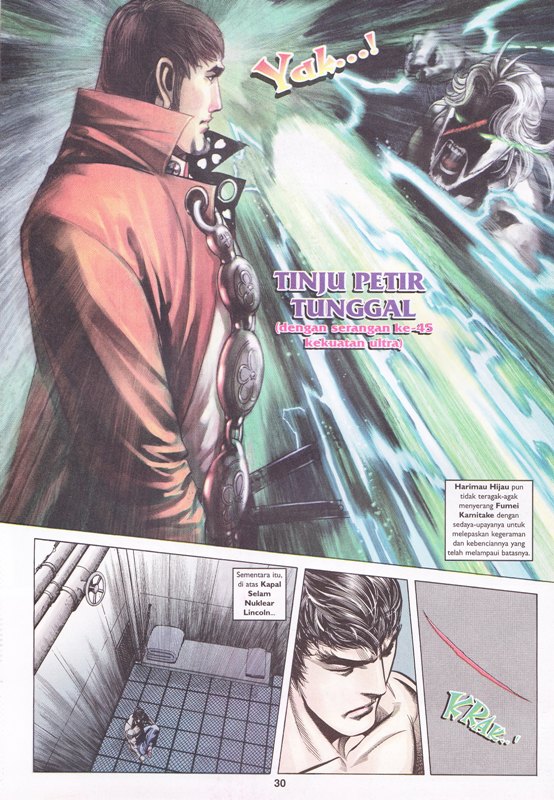 Yak...!
TINJU PETIR
TUNGGAL
(dengan serangan ke-45
kekuatan ultra)
Harimau Hijau pun
tidak teragak-agak
menyerang Fumei
Kamitake dengan
sedaya-upayanya untuk
melepaskan kegeraman
dan kebenciannya yang
telah melampaui batasnya.
Sementara itu,
di atas Kapal
Selam
Nuklear
Lincoln...
KRAK..!
30